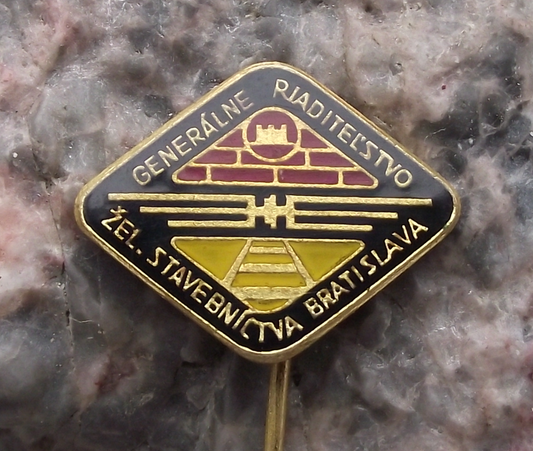 GENERÁLNE RIADITEĽSTVO
ŽEL. STAVEBNÍCTVA BRATISLAVA